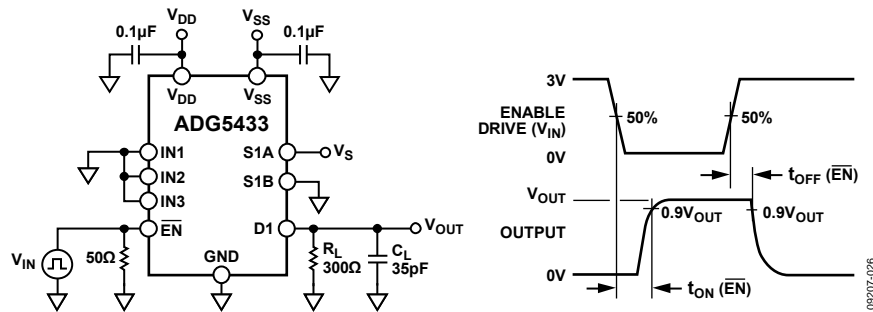 VDD
VSS
0.1µF
0.1µF
VDD
VSS
ADG5433
IN1
S1A
VS
IN2
S1B
IN3
EN
D1
VOUT
VIN
50Ω
GND
RL
300Ω
CL
35pF
3V
ENABLE
DRIVE (VIN)
50%
50%
0V
tOFF (EN)
VOUT
0.9VOUT
0.9VOUT
OUTPUT
0V
tON (EN)
09207-026